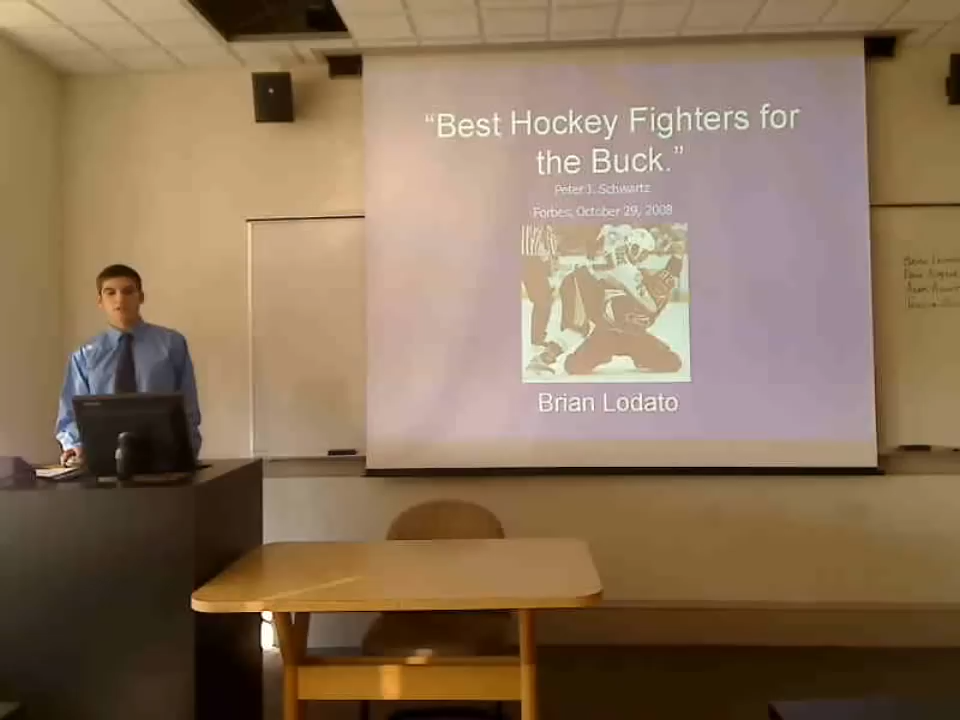 “Best Hockey Fighters for
the Buck.”
Peter J. Schwartz
Forbes, October 29, 2008
Brian Lodato